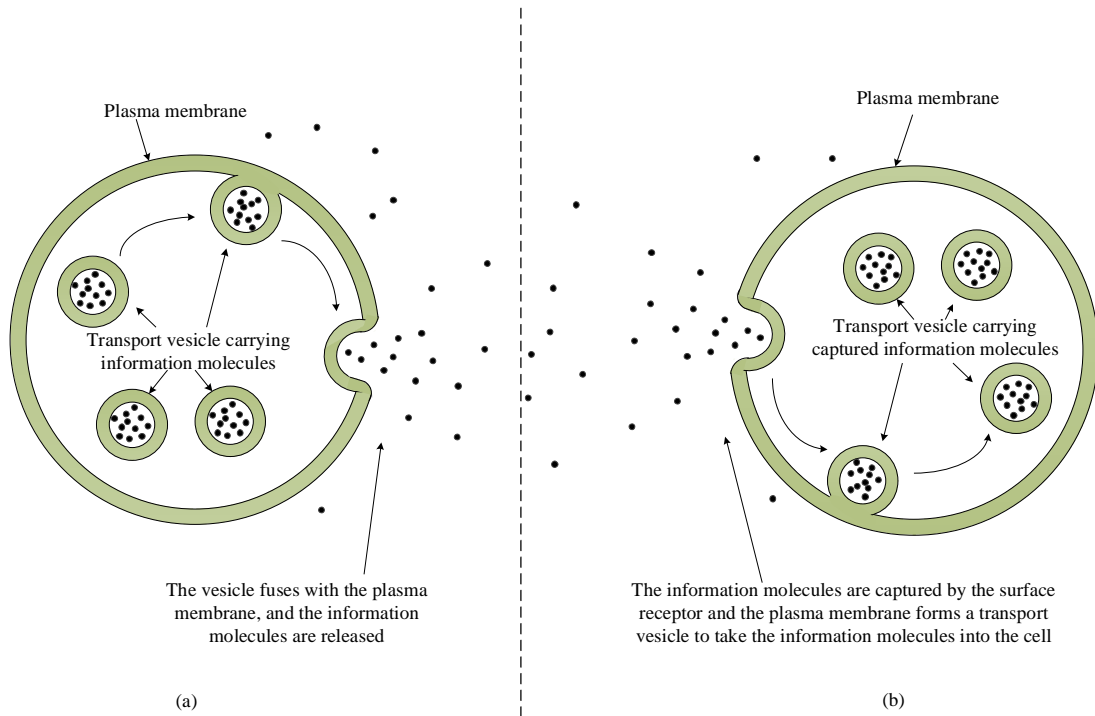 Plasma membrane
Transport vesicle carrying
information molecules
The vesicle fuses with the plasma
membrane, and the information
molecules are released
(a)
Plasma membrane
Transport vesicle carrying
captured information molecules
The information molecules are captured by the surface
receptor and the plasma membrane forms a transport
vesicle to take the information molecules into the cell
(b)